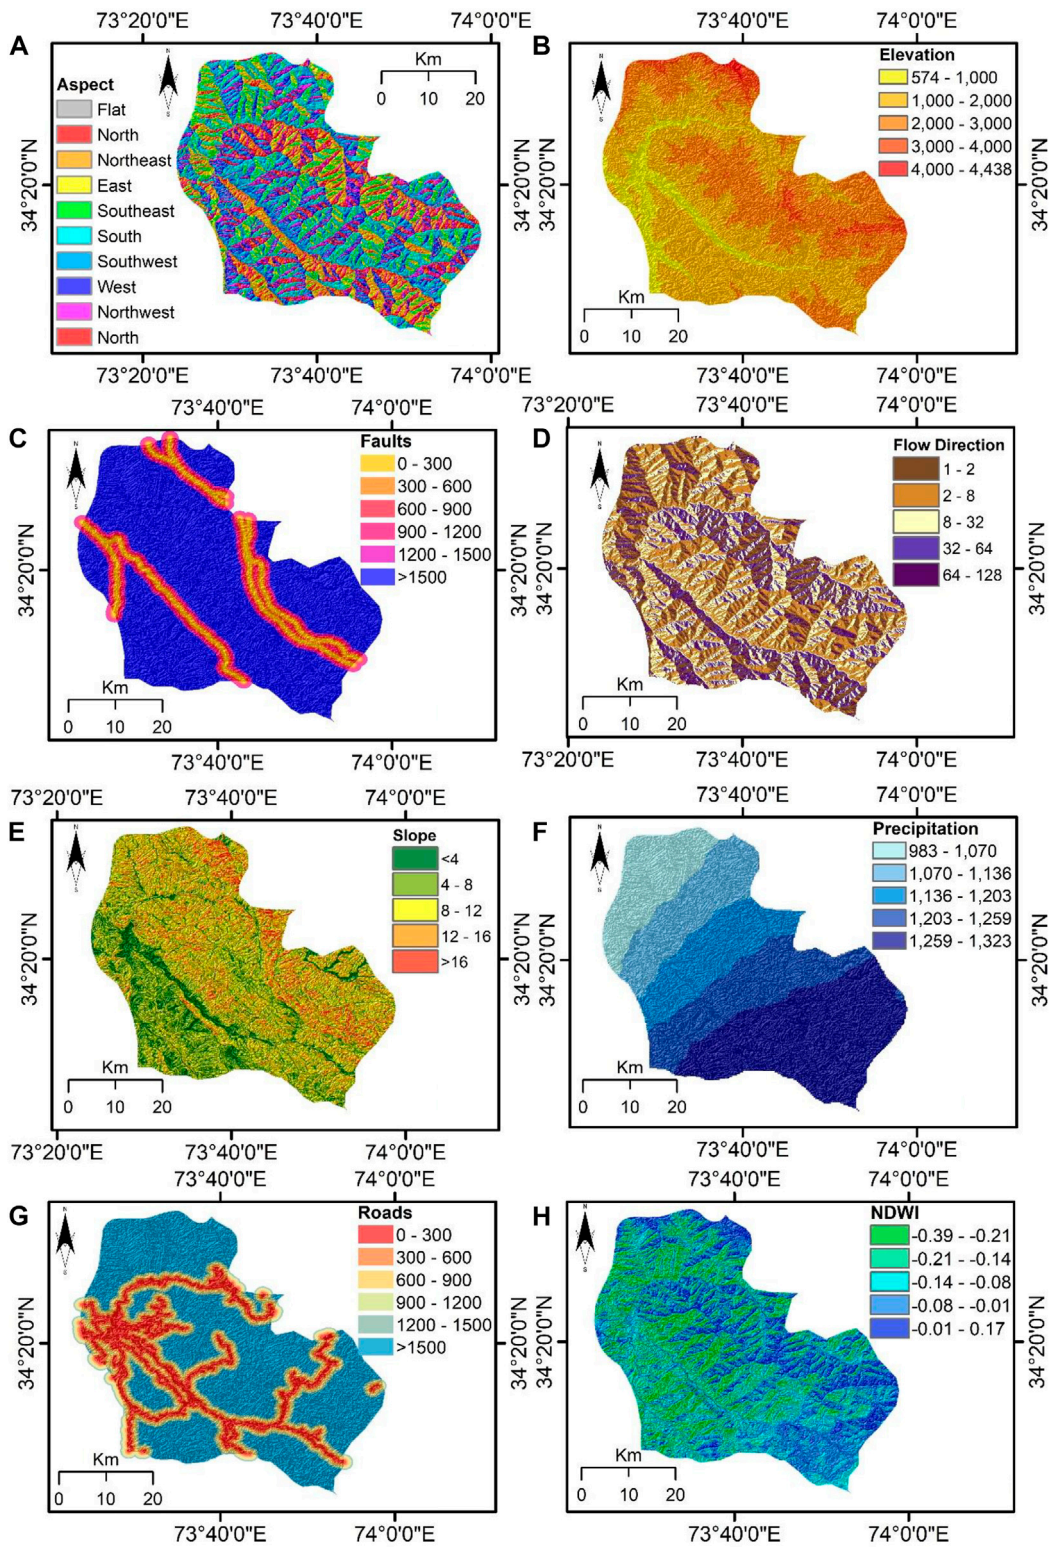 73°20'0"E 73°40'0"E 74°0'0"E
73°40'0"E 74°0'0"E
A
N
S
Km
0 10 20
Aspect
Flat
North
Northeast
East
Southeast
South
Southwest
West
Northwest
North
34°20'0"N
73°20'0"E 73°40'0"E 74°0'0"E
B
N
S
Elevation
574 - 1,000
1,000 - 2,000
2,000 - 3,000
3,000 - 4,000
4,000 - 4,438
34°20'0"N
34°20'0"N
Km
0 10 20
73°40'0"E 74°0'0"E
73°40'0"E 74°0'0"E
C
N
S
Faults
0 - 300
300 - 600
600 - 900
900 - 1200
1200 - 1500
>1500
34°20'0"N
Km
0 10 20
73°40'0"E 74°0'0"E
73°20'0"E 73°40'0"E 74°0'0"E
D
N
S
Flow Direction
1 - 2
2 - 8
8 - 32
32 - 64
64 - 128
34°20'0"N
34°20'0"N
Km
0 10 20
73°20'0"E 73°40'0"E 74°0'0"E
73°20'0"E 73°40'0"E 74°0'0"E
E
N
S
Slope
<4
4 - 8
8 - 12
12 - 16
>16
34°20'0"N
Km
0 10 20
73°20'0"E 73°40'0"E 74°0'0"E
73°40'0"E 74°0'0"E
F
N
S
Precipitation
983 - 1,070
1,070 - 1,136
1,136 - 1,203
1,203 - 1,259
1,259 - 1,323
34°20'0"N
34°20'0"N
Km
0 10 20
73°40'0"E 74°0'0"E
73°40'0"E 74°0'0"E
G
N
S
Roads
0 - 300
300 - 600
600 - 900
900 - 1200
1200 - 1500
>1500
34°20'0"N
Km
0 10 20
73°40'0"E 74°0'0"E
73°40'0"E 74°0'0"E
H
N
S
NDWI
-0.39 - -0.21
-0.21 - -0.14
-0.14 - -0.08
-0.08 - -0.01
-0.01 - 0.17
34°20'0"N
34°20'0"N
Km
0 10 20
73°40'0"E 74°0'0"E